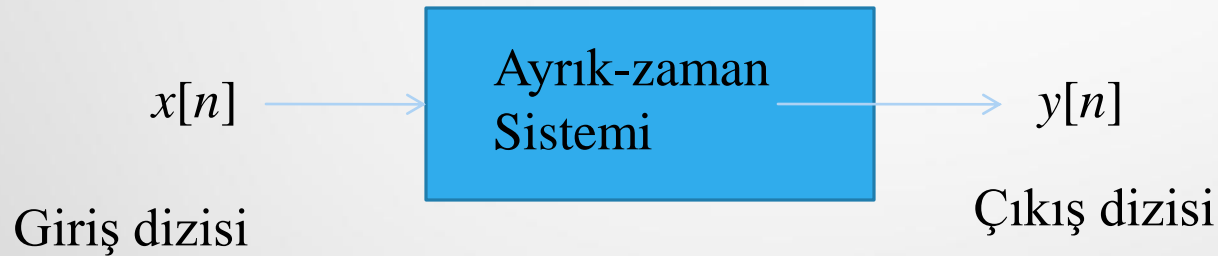 x[n]
Ayrık-zaman
Sistemi
y[n]
Giriş dizisi
Çıkış dizisi